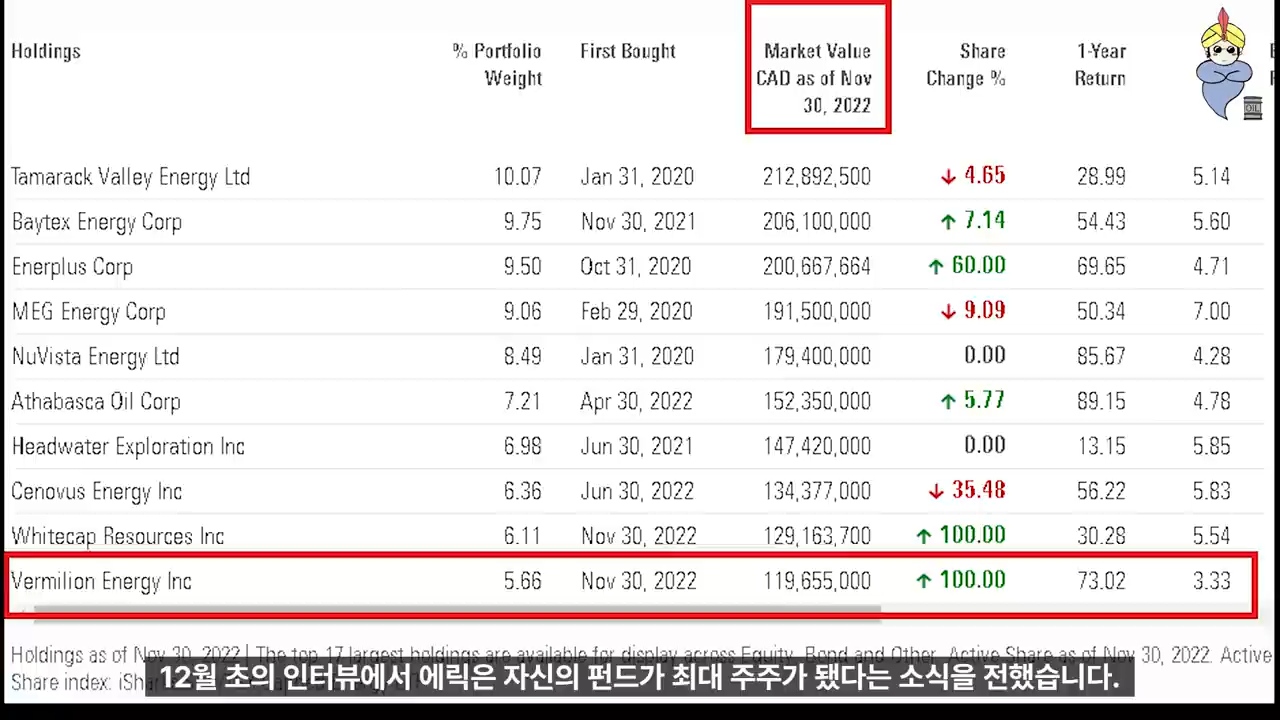 Holdings % Portfolio Weight First Bought Market Value CAD as of Nov 30, 2022 Share Change % 1-Year Return
OIL
Tamarack Valley Energy Ltd 10.07 Jan 31, 2020 212,892,500 ↓ 4.65 28.99 5.14
Baytex Energy Corp 9.75 Nov 30, 2021 206,100,000 ↑ 7.14 54.43 5.60
Enerplus Corp 9.50 Oct 31, 2020 200,667,664 ↑ 60.00 69.65 4.71
MEG Energy Corp 9.06 Feb 29, 2020 191,500,000 ↓ 9.09 50.34 7.00
NuVista Energy Ltd 8.49 Jan 31, 2020 179,400,000 0.00 85.67 4.28
Athabasca Oil Corp 7.21 Apr 30, 2022 152,350,000 ↑ 5.77 89.15 4.78
Headwater Exploration Inc 6.98 Jun 30, 2021 147,420,000 0.00 13.15 5.85
Cenovus Energy Inc 6.36 Jun 30, 2022 134,377,000 ↓ 35.48 56.22 5.83
Whitecap Resources Inc 6.11 Nov 30, 2022 129,163,700 ↑ 100.00 30.28 5.54
Vermilion Energy Inc 5.66 Nov 30, 2022 119,655,000 ↑ 100.00 73.02 3.33
Holdings as of Nov 30, 2022 | The top 17 largest holdings are available for display across Equity, Bond and Other. Active Share as of Nov 30, 2022. Active
Share index: iSha
12월 초의 인터뷰에서 에릭은 자신의 펀드가 최대 주주가 됐다는 소식을 전했습니다.